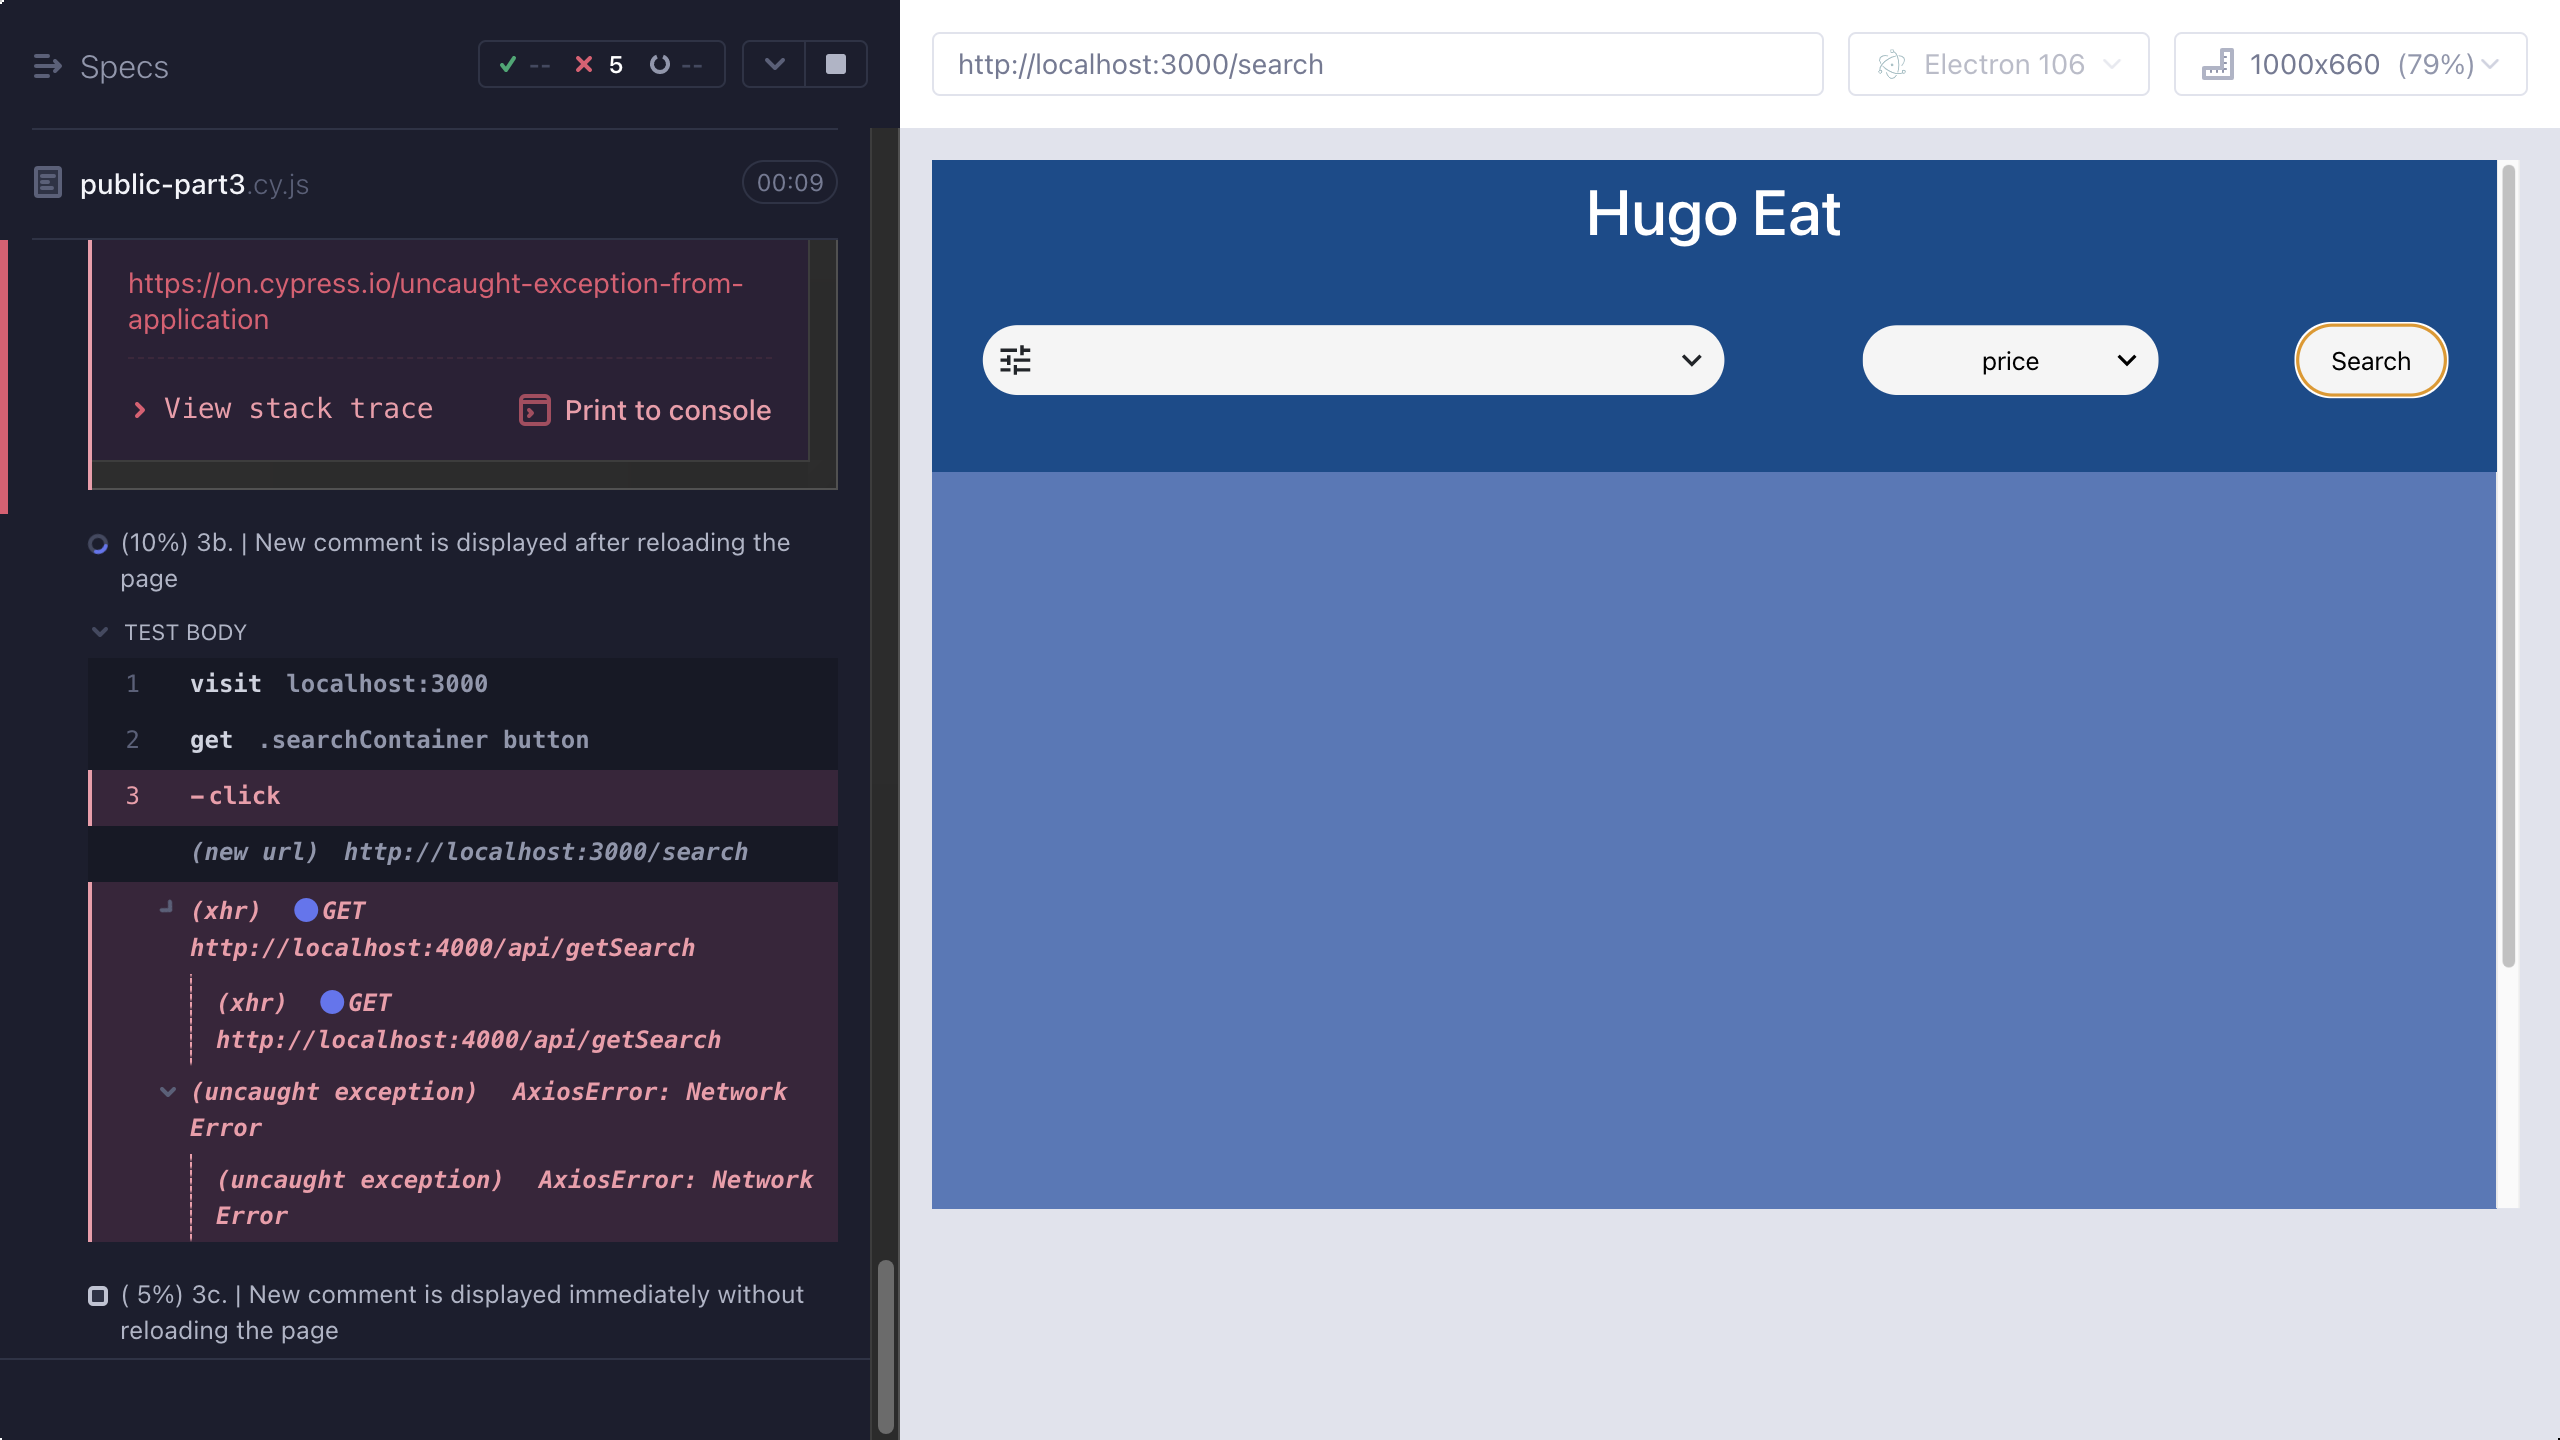 Specs
-- 5 --
public-part3.cy.js
00:09
https://on.cypress.io/uncaught-exception-from-
application
View stack trace
Print to console
(10%) 3b. | New comment is displayed after reloading the
page
TEST BODY
1 visit localhost:3000
2 get .searchContainer button
3 -click
(new url) http://localhost:3000/search
(xhr) GET
http://localhost:4000/api/getSearch
(xhr) GET
http://localhost:4000/api/getSearch
(uncaught exception) AxiosError: Network
Error
(uncaught exception) AxiosError: Network
Error
( 5%) 3c. | New comment is displayed immediately without
reloading the page
http://localhost:3000/search
Electron 106
1000x660 (79%)
Hugo Eat
price
Search